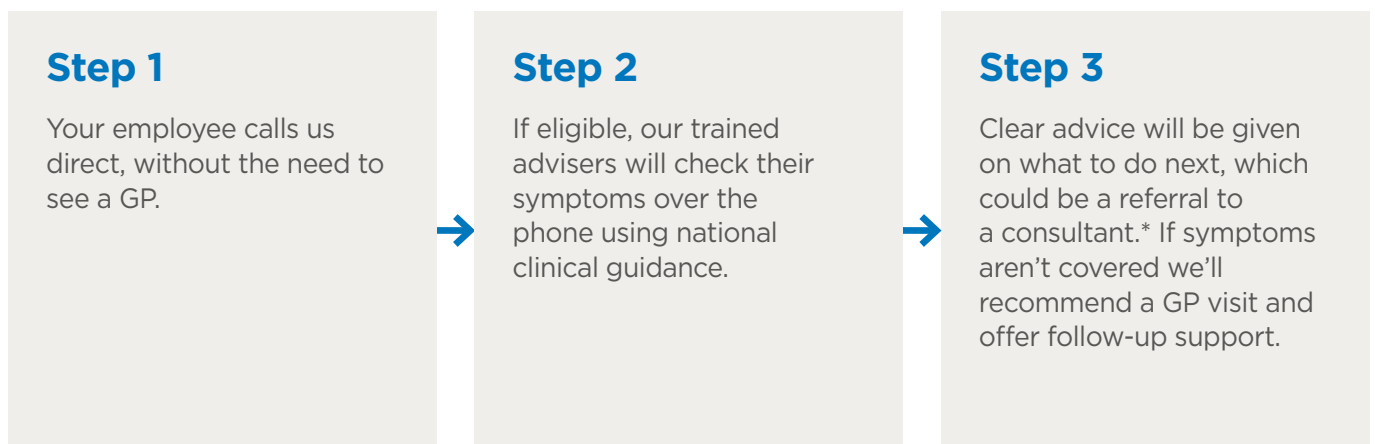 Step 1
Your employee calls us
direct, without the need to
see a GP.
Step 2
If eligible, our trained
advisers will check their
symptoms over the
phone using national
clinical guidance.
Step 3
Clear advice will be given
on what to do next, which
could be a referral to
a consultant.* If symptoms
aren’t covered we’ll
recommend a GP visit and
offer follow-up support.